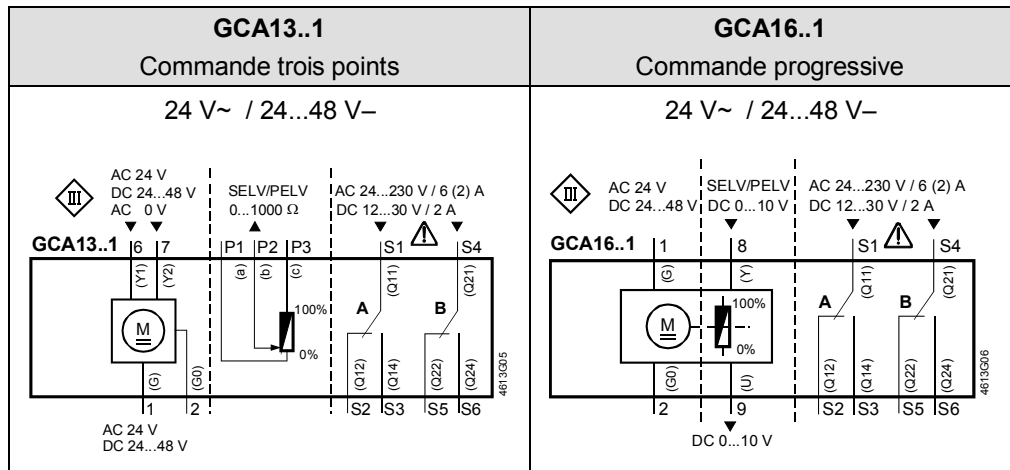 GCA13..1
Commande trois points
24 V~ / 24...48 V–
AC 24 V
DC 24...48 V
AC 0 V
SELV/PELV
0...1000 Ω
AC 24...230 V / 6 (2) A
DC 12...30 V / 2 A
III
GCA13..1
6 7 P1 P2 P3 S1 S4
(Y1) (Y2) (a) (b) (c) (Q11) (Q21)
100%
A B
M
0%
(G) (G0) (Q12) (Q14) (Q22) (Q24)
1 2 S2 S3 S5 S6
AC 24 V
DC 24...48 V
4613G05
GCA16..1
Commande progressive
24 V~ / 24...48 V–
III
AC 24 V
DC 24...48 V
SELV/PELV
DC 0...10 V
AC 24...230 V / 6 (2) A
DC 12...30 V / 2 A
GCA16..1
1 8 S1 S4
(G) (Y) (Q11) (Q21)
100%
A B
M
0%
(G0) (U) (Q12) (Q14) (Q22) (Q24)
2 9 S2 S3 S5 S6
DC 0...10 V
4613G06